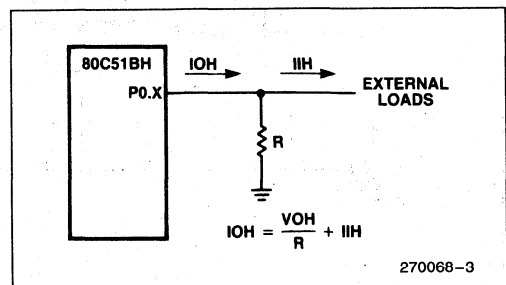 80C51BH
P0.X
IOH
IIH
EXTERNAL
LOADS
R
IOH = VOH/R + IIH
270068-3